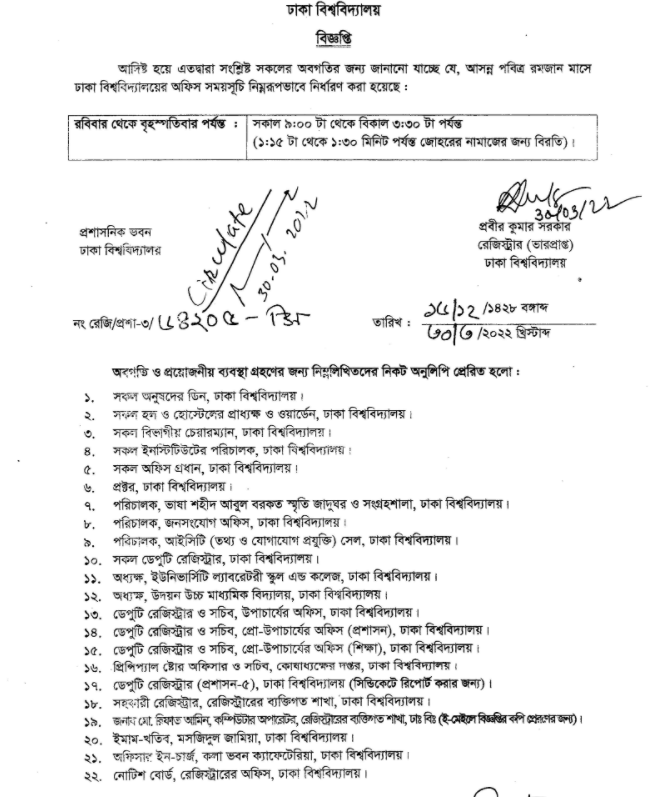 ঢাকা বিশ্ববিদ্যালয়
বিজ্ঞপ্তি
আদিষ্ট হয়ে এতদ্বারা সংশ্লিষ্ট সকলের অবগতির জন্য জানানো যাচ্ছে যে, আসন্ন পবিত্র রমজান মাসে
ঢাকা বিশ্ববিদ্যালয়ের অফিস সময়সূচি নিম্নরূপভাবে নির্ধারণ করা হয়েছে :
রবিবার থেকে বৃহস্পতিবার পর্যন্ত : সকাল ৯:০০ টা থেকে বিকাল ৩:৩০ টা পর্যন্ত
(১:১৫ টা থেকে ১:৩০ মিনিট পর্যন্ত জোহরের নামাজের জন্য বিরতি)।
Circulate
30.03.2022
30/03/22
প্রশাসনিক ভবন
ঢাকা বিশ্ববিদ্যালয়
প্রবীর কুমার সরকার
রেজিস্ট্রার (ভারপ্রাপ্ত)
ঢাকা বিশ্ববিদ্যালয়
নং রেজি/প্রশা-৩/
তারিখ : ১৬/১২/১৪২৮ বঙ্গাব্দ
৩০/৩/২০২২ খ্রিস্টাব্দ
অবগতি ও প্রয়োজনীয় ব্যবস্থা গ্রহণের জন্য নিম্নলিখিতদের নিকট অনুলিপি প্রেরিত হলো :
১. সকল অনুষদের ডিন, ঢাকা বিশ্ববিদ্যালয়।
২. সকল হল ও হোস্টেলের প্রাধ্যক্ষ ও ওয়ার্ডেন, ঢাকা বিশ্ববিদ্যালয়।
৩. সকল বিভাগীয় চেয়ারম্যান, ঢাকা বিশ্ববিদ্যালয়।
৪. সকল ইনস্টিটিউটের পরিচালক, ঢাকা বিশ্ববিদ্যালয়।
৫. সকল অফিস প্রধান, ঢাকা বিশ্ববিদ্যালয়।
৬. প্রক্টর, ঢাকা বিশ্ববিদ্যালয়।
৭. পরিচালক, ভাষা শহীদ আবুল বরকত স্মৃতি জাদুঘর ও সংগ্রহশালা, ঢাকা বিশ্ববিদ্যালয়।
৮. পরিচালক, জনসংযোগ অফিস, ঢাকা বিশ্ববিদ্যালয়।
৯. পরিচালক, আইসিটি (তথ্য ও যোগাযোগ প্রযুক্তি) সেল, ঢাকা বিশ্ববিদ্যালয়।
১০. সকল ডেপুটি রেজিস্ট্রার, ঢাকা বিশ্ববিদ্যালয়।
১১. অধ্যক্ষ, ইউনিভার্সিটি ল্যাবরেটরী স্কুল এন্ড কলেজ, ঢাকা বিশ্ববিদ্যালয়।
১২. অধ্যক্ষ, উদয়ন উচ্চ মাধ্যমিক বিদ্যালয়, ঢাকা বিশ্ববিদ্যালয়।
১৩. ডেপুটি রেজিস্ট্রার ও সচিব, উপাচার্যের অফিস, ঢাকা বিশ্ববিদ্যালয়।
১৪. ডেপুটি রেজিস্ট্রার ও সচিব, প্রো-উপাচার্যের অফিস (প্রশাসন), ঢাকা বিশ্ববিদ্যালয়।
১৫. ডেপুটি রেজিস্ট্রার ও সচিব, প্রো-উপাচার্যের অফিস (শিক্ষা), ঢাকা বিশ্ববিদ্যালয়।
১৬. প্রিন্সিপ্যাল ষ্টোর অফিসার ও সচিব, কোষাধ্যক্ষের দপ্তর, ঢাকা বিশ্ববিদ্যালয়।
১৭. ডেপুটি রেজিস্ট্রার (প্রশাসন-৫), ঢাকা বিশ্ববিদ্যালয় (সিন্ডিকেটে রিপোর্ট করার জন্য)।
১৮. সহকারী রেজিস্ট্রার, রেজিস্ট্রারের ব্যক্তিগত শাখা, ঢাকা বিশ্ববিদ্যালয়।
১৯. জনাব মো. রিফাত আমিন, কম্পিউটার অপারেটর, রেজিস্ট্রারের ব্যক্তিগত শাখা, ঢাঃ বিঃ (ই-মেইলে বিজ্ঞপ্তির কপি প্রেরণের জন্য)।
২০. ইমাম-খতিব, মসজিদুল জামিয়া, ঢাকা বিশ্ববিদ্যালয়।
২১. অফিসার ইন-চার্জ, কলা ভবন ক্যাফেটেরিয়া, ঢাকা বিশ্ববিদ্যালয়।
২২. নোটিশ বোর্ড, রেজিস্ট্রারের অফিস, ঢাকা বিশ্ববিদ্যালয়।